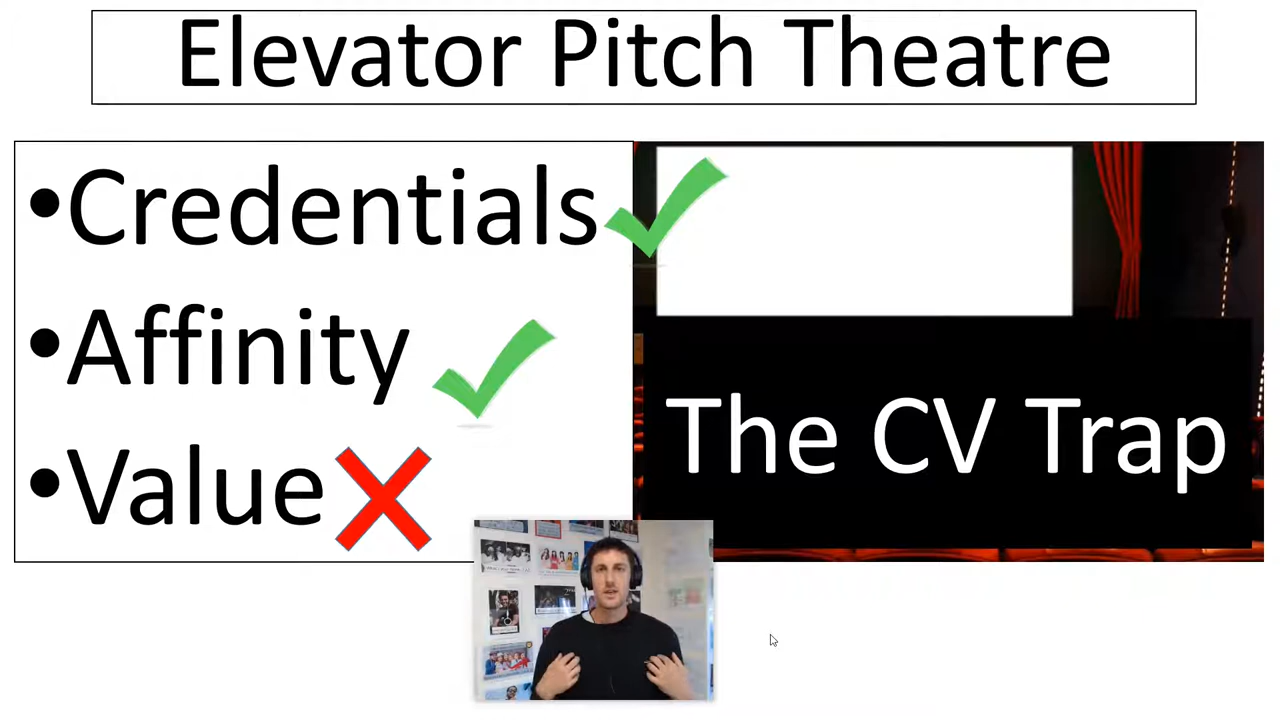 Elevator Pitch Theatre
•Credentials
•Affinity
•Value
The CV Trap